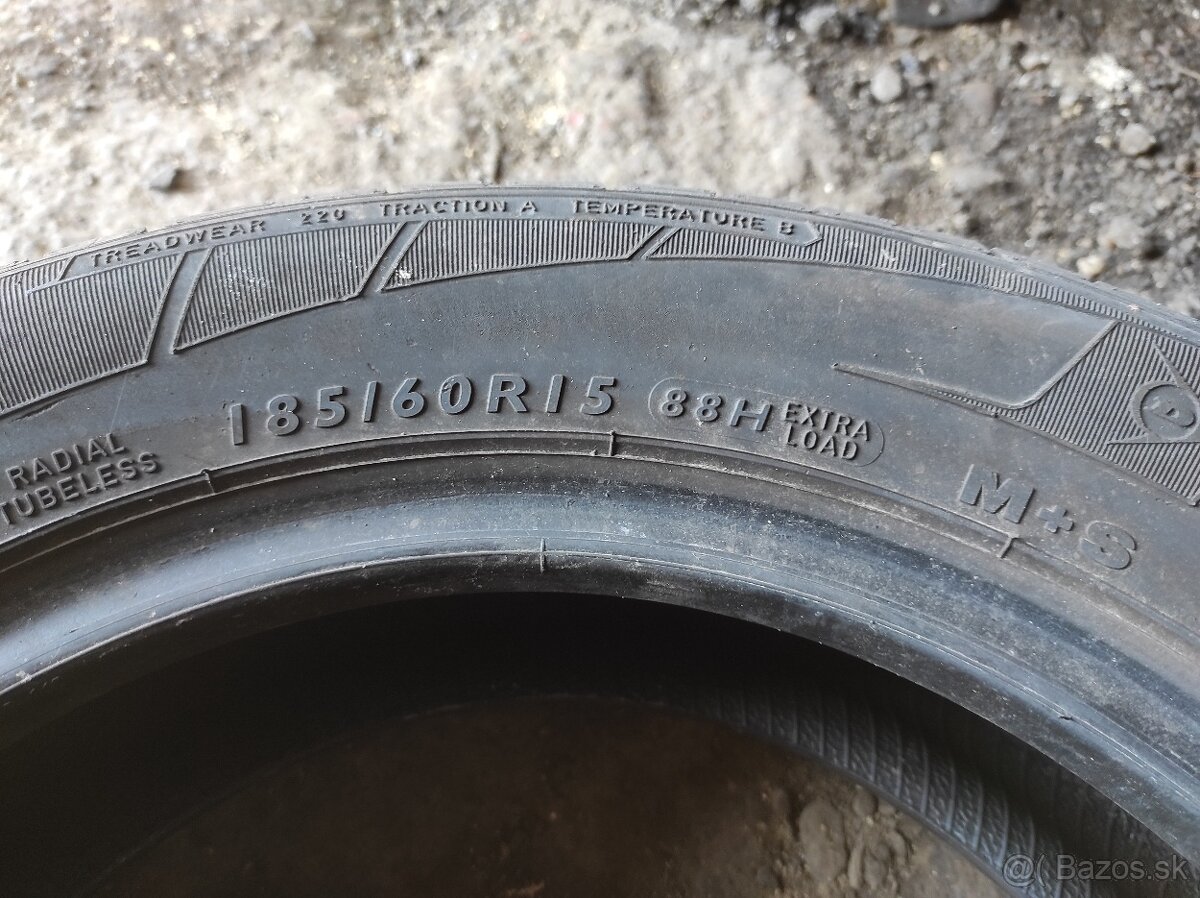 TREADWEAR 220 TRACTION A TEMPERATURE B
185/60R15 88H EXTRA LOAD
RADIAL
TUBELESS
M+S
@( Bazos.sk